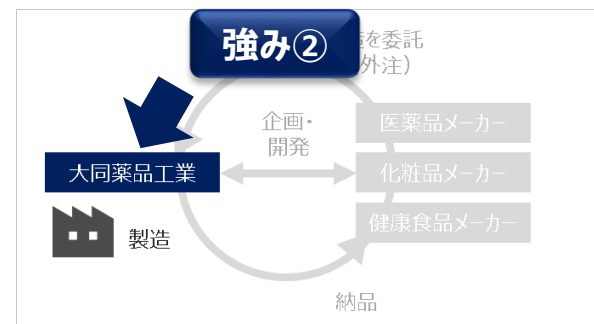 強み②
を委託
外注）
企画・
開発
医薬品メーカー
大同薬品工業
化粧品メーカー
健康食品メーカー
製造
納品